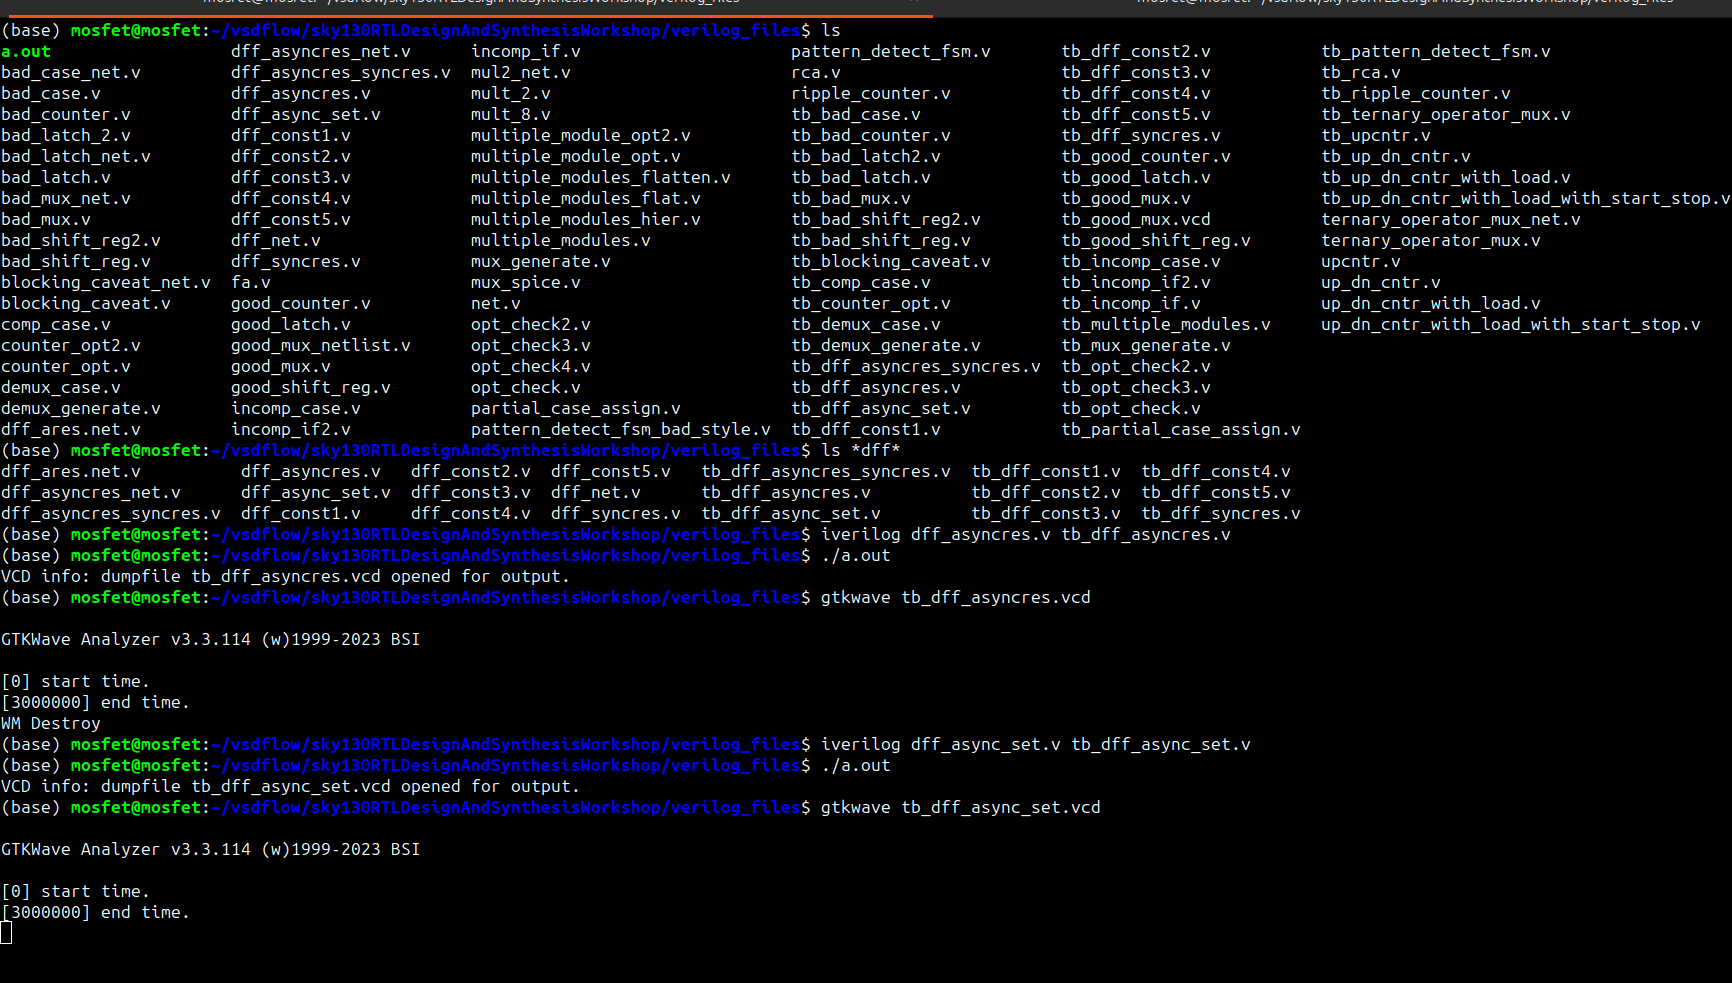 (base) mosfet@mosfet:~/vsdflow/sky130RTLDesignAndSynthesisWorkshop/verilog_files$ ls
a.out dff_asyncres_net.v incomp_if.v pattern_detect_fsm.v tb_dff_const2.v tb_pattern_detect_fsm.v
bad_case_net.v dff_asyncres_syncres.v mul2_net.v rca.v tb_dff_const3.v tb_rca.v
bad_case.v dff_asyncres.v mult_2.v ripple_counter.v tb_dff_const4.v tb_ripple_counter.v
bad_counter.v dff_async_set.v mult_8.v tb_bad_case.v tb_dff_const5.v tb_ternary_operator_mux.v
bad_latch_2.v dff_const1.v multiple_module_opt2.v tb_bad_counter.v tb_dff_syncres.v tb_upcntr.v
bad_latch_net.v dff_const2.v multiple_module_opt.v tb_bad_latch2.v tb_good_counter.v tb_up_dn_cntr.v
bad_latch.v dff_const3.v multiple_modules_flatten.v tb_bad_latch.v tb_good_latch.v tb_up_dn_cntr_with_load.v
bad_mux_net.v dff_const4.v multiple_modules_flat.v tb_bad_mux.v tb_good_mux.v tb_up_dn_cntr_with_load_with_start_stop.v
bad_mux.v dff_const5.v multiple_modules_hier.v tb_bad_shift_reg2.v tb_good_mux.vcd ternary_operator_mux_net.v
bad_shift_reg2.v dff_net.v multiple_modules.v tb_bad_shift_reg.v tb_good_shift_reg.v ternary_operator_mux.v
bad_shift_reg.v dff_syncres.v mux_generate.v tb_blocking_caveat.v tb_incomp_case.v upcntr.v
blocking_caveat_net.v fa.v mux_spice.v tb_comp_case.v tb_incomp_if2.v up_dn_cntr.v
blocking_caveat.v good_counter.v net.v tb_counter_opt.v tb_incomp_if.v up_dn_cntr_with_load.v
comp_case.v good_latch.v opt_check2.v tb_demux_case.v tb_multiple_modules.v up_dn_cntr_with_load_with_start_stop.v
counter_opt2.v good_mux_netlist.v opt_check3.v tb_demux_generate.v tb_mux_generate.v
counter_opt.v good_mux.v opt_check4.v tb_dff_asyncres_syncres.v tb_opt_check2.v
demux_case.v good_shift_reg.v opt_check.v tb_dff_asyncres.v tb_opt_check3.v
demux_generate.v incomp_case.v partial_case_assign.v tb_dff_async_set.v tb_opt_check.v
dff_ares.net.v incomp_if2.v pattern_detect_fsm_bad_style.v tb_dff_const1.v tb_partial_case_assign.v
(base) mosfet@mosfet:~/vsdflow/sky130RTLDesignAndSynthesisWorkshop/verilog_files$ ls *dff*
dff_ares.net.v dff_asyncres.v dff_const2.v dff_const5.v tb_dff_asyncres_syncres.v tb_dff_const1.v tb_dff_const4.v
dff_asyncres_net.v dff_async_set.v dff_const3.v dff_net.v tb_dff_asyncres.v tb_dff_const2.v tb_dff_const5.v
dff_asyncres_syncres.v dff_const1.v dff_const4.v dff_syncres.v tb_dff_async_set.v tb_dff_const3.v tb_dff_syncres.v
(base) mosfet@mosfet:~/vsdflow/sky130RTLDesignAndSynthesisWorkshop/verilog_files$ iverilog dff_asyncres.v tb_dff_asyncres.v
(base) mosfet@mosfet:~/vsdflow/sky130RTLDesignAndSynthesisWorkshop/verilog_files$ ./a.out
VCD info: dumpfile tb_dff_asyncres.vcd opened for output.
(base) mosfet@mosfet:~/vsdflow/sky130RTLDesignAndSynthesisWorkshop/verilog_files$ gtkwave tb_dff_asyncres.vcd
GTKWave Analyzer v3.3.114 (w)1999-2023 BSI
[0] start time.
[3000000] end time.
WM Destroy
(base) mosfet@mosfet:~/vsdflow/sky130RTLDesignAndSynthesisWorkshop/verilog_files$ iverilog dff_async_set.v tb_dff_async_set.v
(base) mosfet@mosfet:~/vsdflow/sky130RTLDesignAndSynthesisWorkshop/verilog_files$ ./a.out
VCD info: dumpfile tb_dff_async_set.vcd opened for output.
(base) mosfet@mosfet:~/vsdflow/sky130RTLDesignAndSynthesisWorkshop/verilog_files$ gtkwave tb_dff_async_set.vcd
GTKWave Analyzer v3.3.114 (w)1999-2023 BSI
[0] start time.
[3000000] end time.